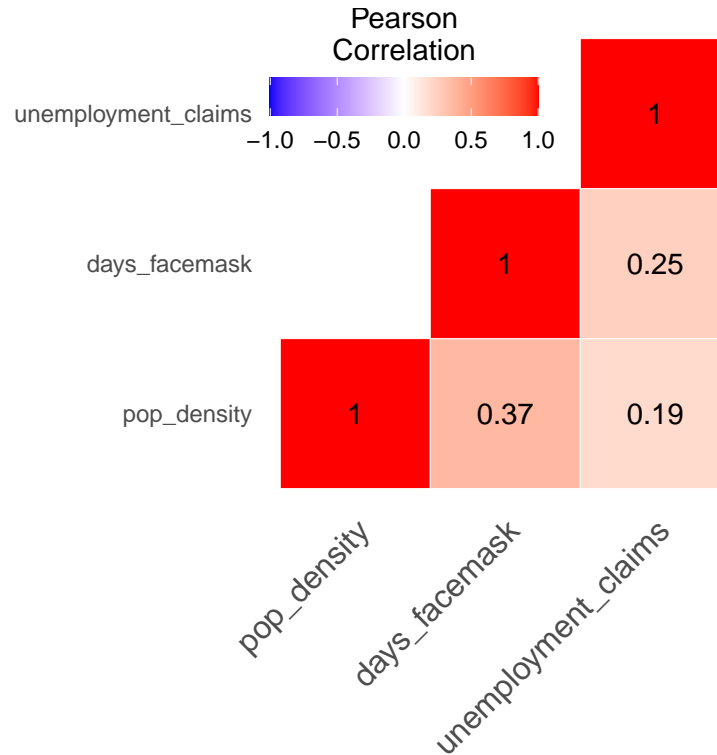 Pearson
Correlation
unemployment_claims
−1.0 −0.5 0.0 0.5 1.0
1
days_facemask
1 0.25
pop_density
1 0.37 0.19
pop_density
days_facemask
unemployment_claims